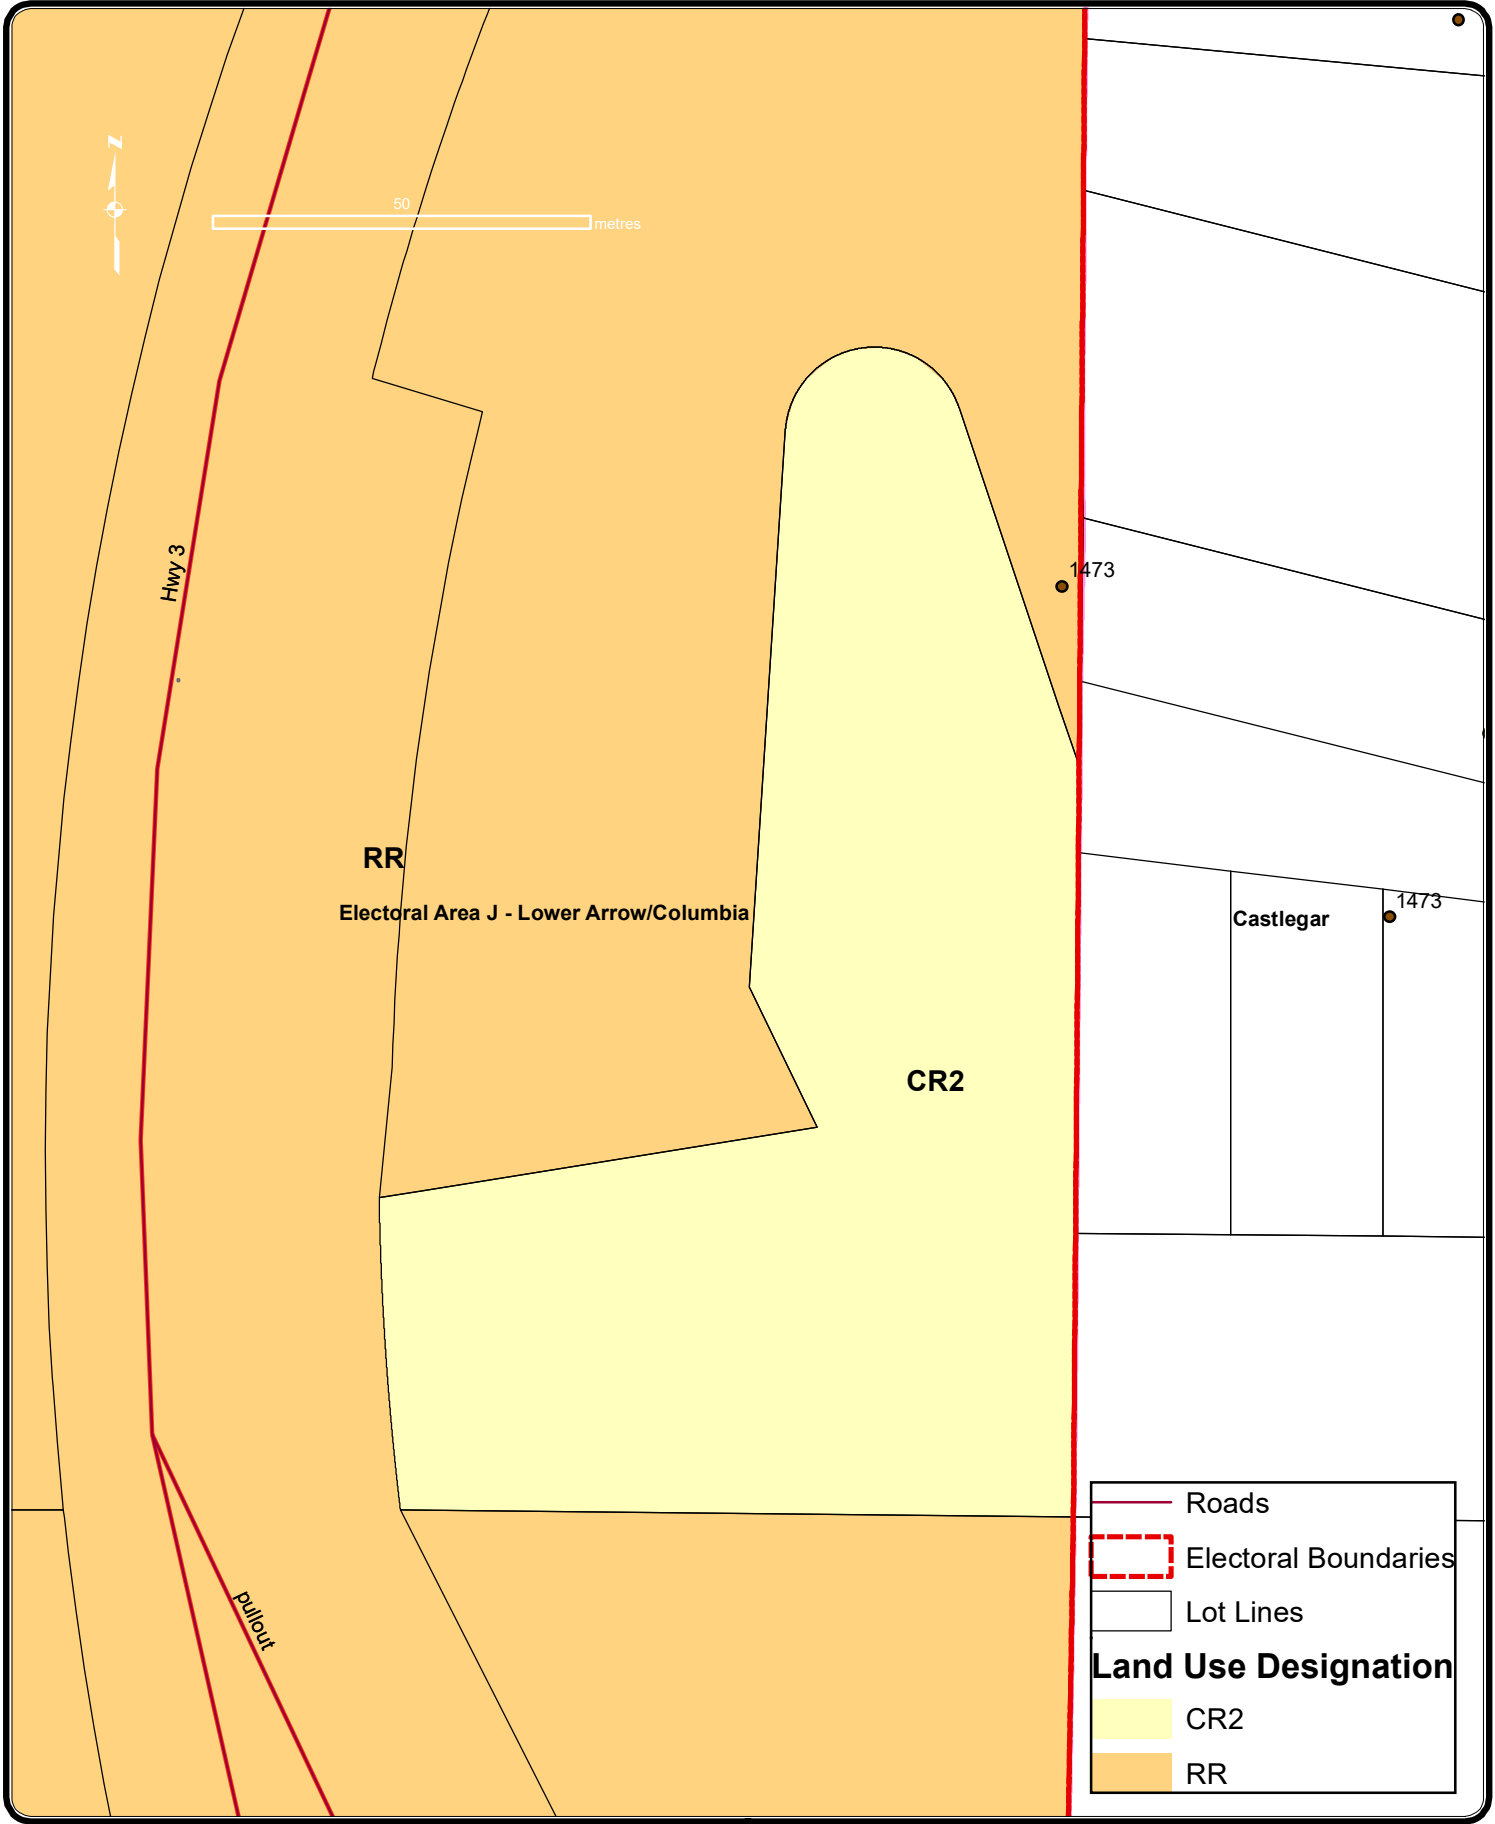 N
50
metres
Hwy 3
1473
RR
Electoral Area J - Lower Arrow/Columbia
1473
Castlegar
CR2
pullout
Roads
Electoral Boundaries
Lot Lines
Land Use Designation
CR2
RR